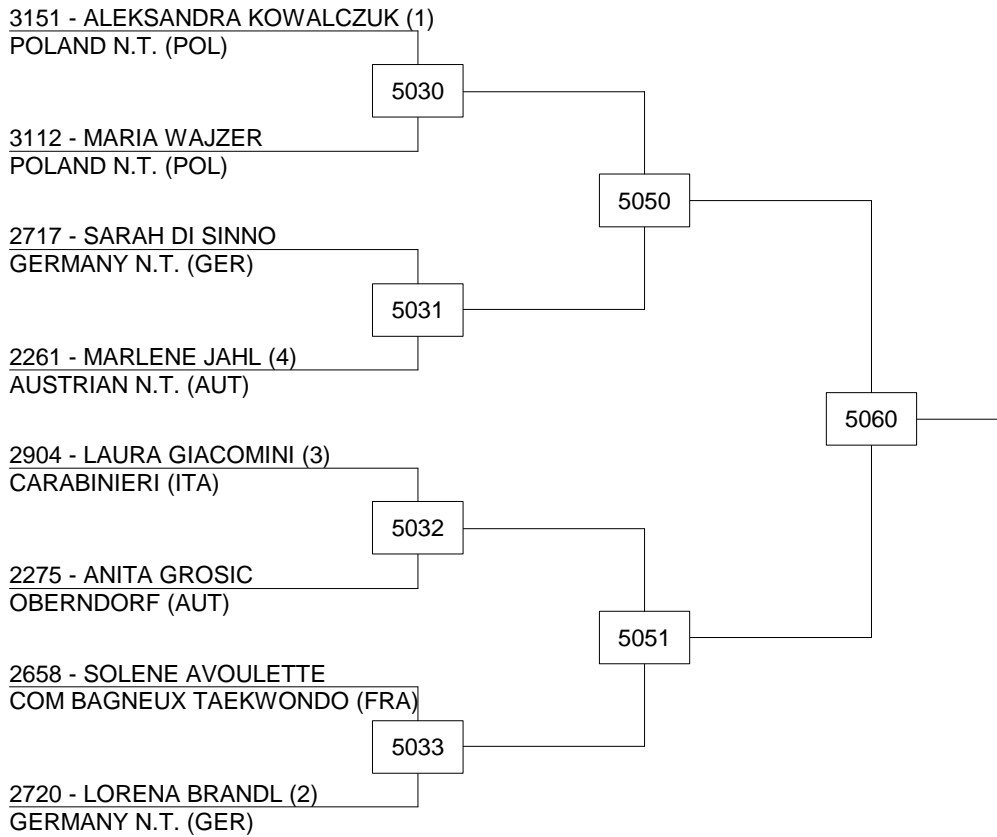 3151 - ALEKSANDRA KOWALCZUK (1)
POLAND N.T. (POL)
5030
3112 - MARIA WAJZER
POLAND N.T. (POL)
5050
2717 - SARAH DI SINNO
GERMANY N.T. (GER)
5031
2261 - MARLENE JAHL (4)
AUSTRIAN N.T. (AUT)
5060
2904 - LAURA GIACOMINI (3)
CARABINIERI (ITA)
5032
2275 - ANITA GROSIC
OBERNDORF (AUT)
5051
2658 - SOLENE AVOULETTE
COM BAGNEUX TAEKWONDO (FRA)
5033
2720 - LORENA BRANDL (2)
GERMANY N.T. (GER)